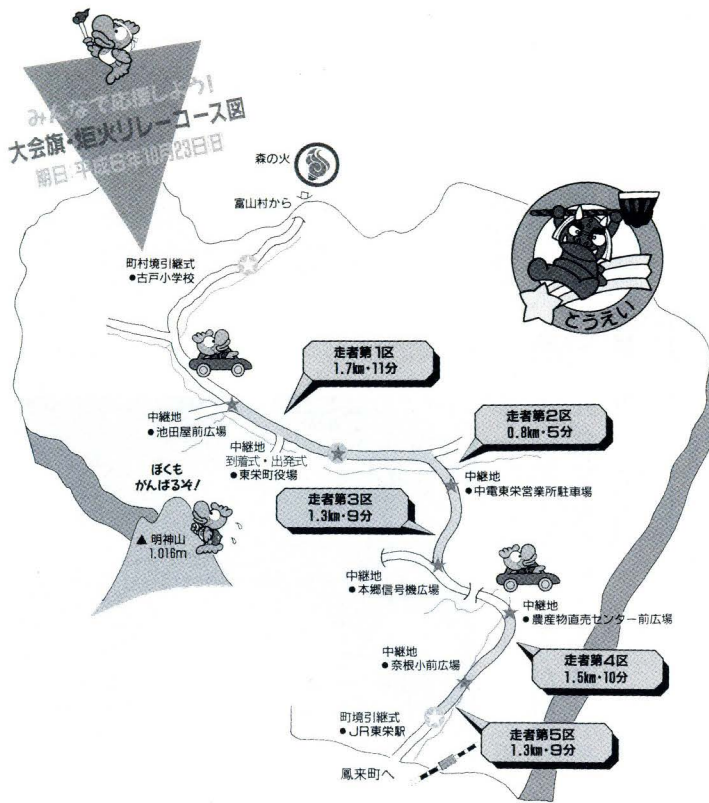 みんなで応援しよう!
大会旗・炬火リレーコース図
期日:平成6年10月23日(日)
森の火
富山村から
町村境引継式
●古戸小学校
とうえい
走者第1区
1.7km・11分
中継地
●池田屋前広場
走者第2区
0.8km・5分
中継地
到着式・出発式
●東栄町役場
ぼくも
がんばるぞ!
中継地
●中電東栄営業所駐車場
走者第3区
1.3km・9分
▲明神山
1.016m
中継地
●本郷信号機広場
中継地
●農産物直売センター前広場
中継地
●奈根小前広場
走者第4区
1.5km・10分
町境引継式
●JR東栄駅
走者第5区
1.3km・9分
鳳来町へ